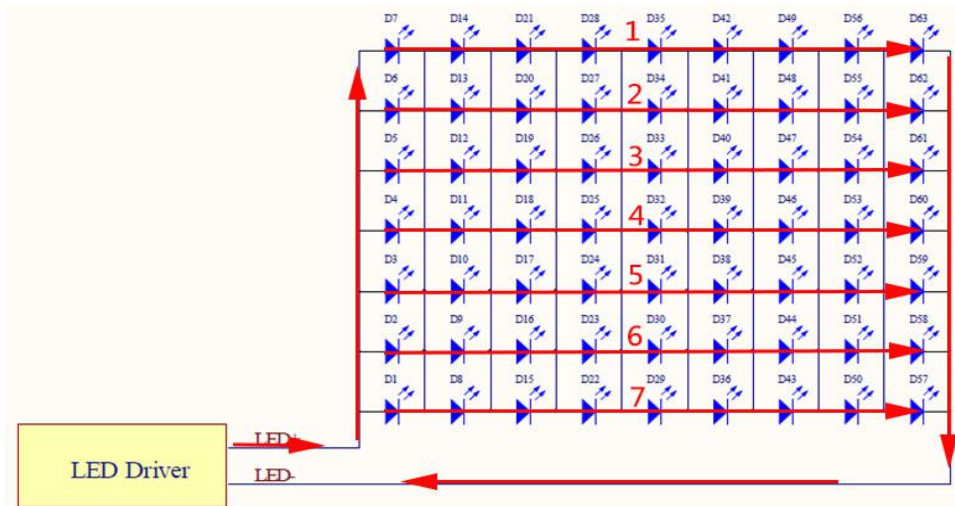 D7 D14 D21 D28 D35 D42 D49 D56 D63
1
D6 D13 D20 D27 D34 D41 D48 D55 D62
2
D5 D12 D19 D26 D33 D40 D47 D54 D61
3
D4 D11 D18 D25 D32 D39 D46 D53 D60
4
D3 D10 D17 D24 D31 D38 D45 D52 D59
5
D2 D9 D16 D23 D30 D37 D44 D51 D58
6
D1 D8 D15 D22 D29 D36 D43 D50 D57
7
LED+
LED Driver
LED-